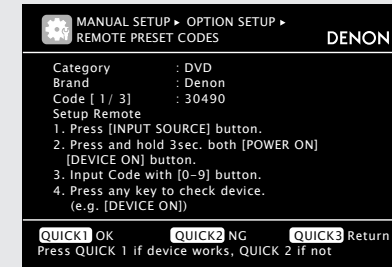 MANUAL SETUP ▸ OPTION SETUP ▸
REMOTE PRESET CODES
DENON
Category : DVD
Brand : Denon
Code [ 1/ 3] : 30490
Setup Remote
1. Press [INPUT SOURCE] button.
2. Press and hold 3sec. both [POWER ON]
[DEVICE ON] button.
3. Input Code with [0–9] button.
4. Press any key to check device.
(e.g. [DEVICE ON])
QUICK1 OK QUICK2 NG QUICK3 Return
Press QUICK 1 if device works, QUICK 2 if not